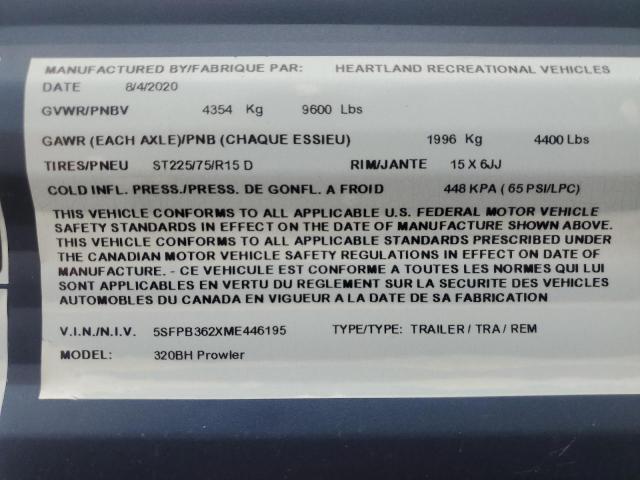 MANUFACTURED BY/FABRIQUE PAR: HEARTLAND RECREATIONAL VEHICLES
DATE 8/4/2020
GVWR/PNBV 4354 Kg 9600 Lbs
GAWR (EACH AXLE)/PNB (CHAQUE ESSIEU) 1996 Kg 4400 Lbs
TIRES/PNEU ST225/75/R15 D RIM/JANTE 15 X 6JJ
COLD INFL. PRESS./PRESS. DE GONFL. A FROID 448 KPA ( 65 PSI/LPC)
THIS VEHICLE CONFORMS TO ALL APPLICABLE U.S. FEDERAL MOTOR VEHICLE
SAFETY STANDARDS IN EFFECT ON THE DATE OF MANUFACTURE SHOWN ABOVE.
THIS VEHICLE CONFORMS TO ALL APPLICABLE STANDARDS PRESCRIBED UNDER
THE CANADIAN MOTOR VEHICLE SAFETY REGULATIONS IN EFFECT ON DATE OF
MANUFACTURE. - CE VEHICULE EST CONFORME A TOUTES LES NORMES QUI LUI
SONT APPLICABLES EN VERTU DU REGLEMENT SUR LA SECURITE DES VEHICLES
AUTOMOBILES DU CANADA EN VIGUEUR A LA DATE DE SA FABRICATION
V.I.N./N.I.V. 5SFPB362XME446195 TYPE/TYPE: TRAILER / TRA / REM
MODEL: 320BH Prowler